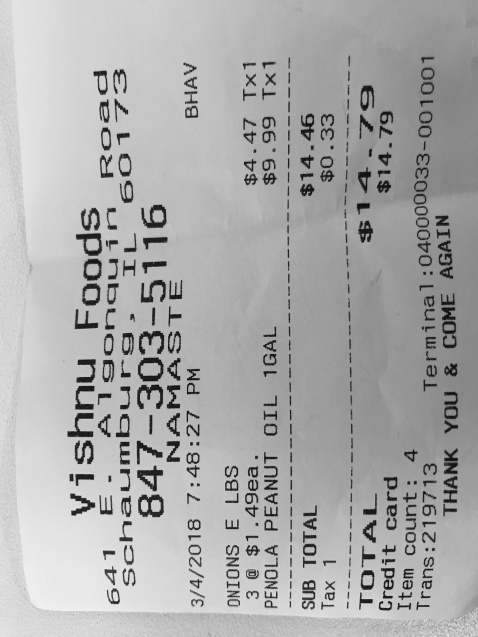 Vishnu Foods
641 E. Algonquin Road
Schaumburg, IL 60173
847-303-5116
NAMASTE
3/4/2018 7:48:27 PM BHAV
ONIONS E LBS
3 @ $1.49ea. $4.47 Tx1
PENOLA PEANUT OIL 1GAL $9.99 Tx1
SUB TOTAL $14.46
Tax 1 $0.33
TOTAL $14.79
Credit card $14.79
Item count: 4
Trans:219713 Terminal:040000033-001001
THANK YOU & COME AGAIN